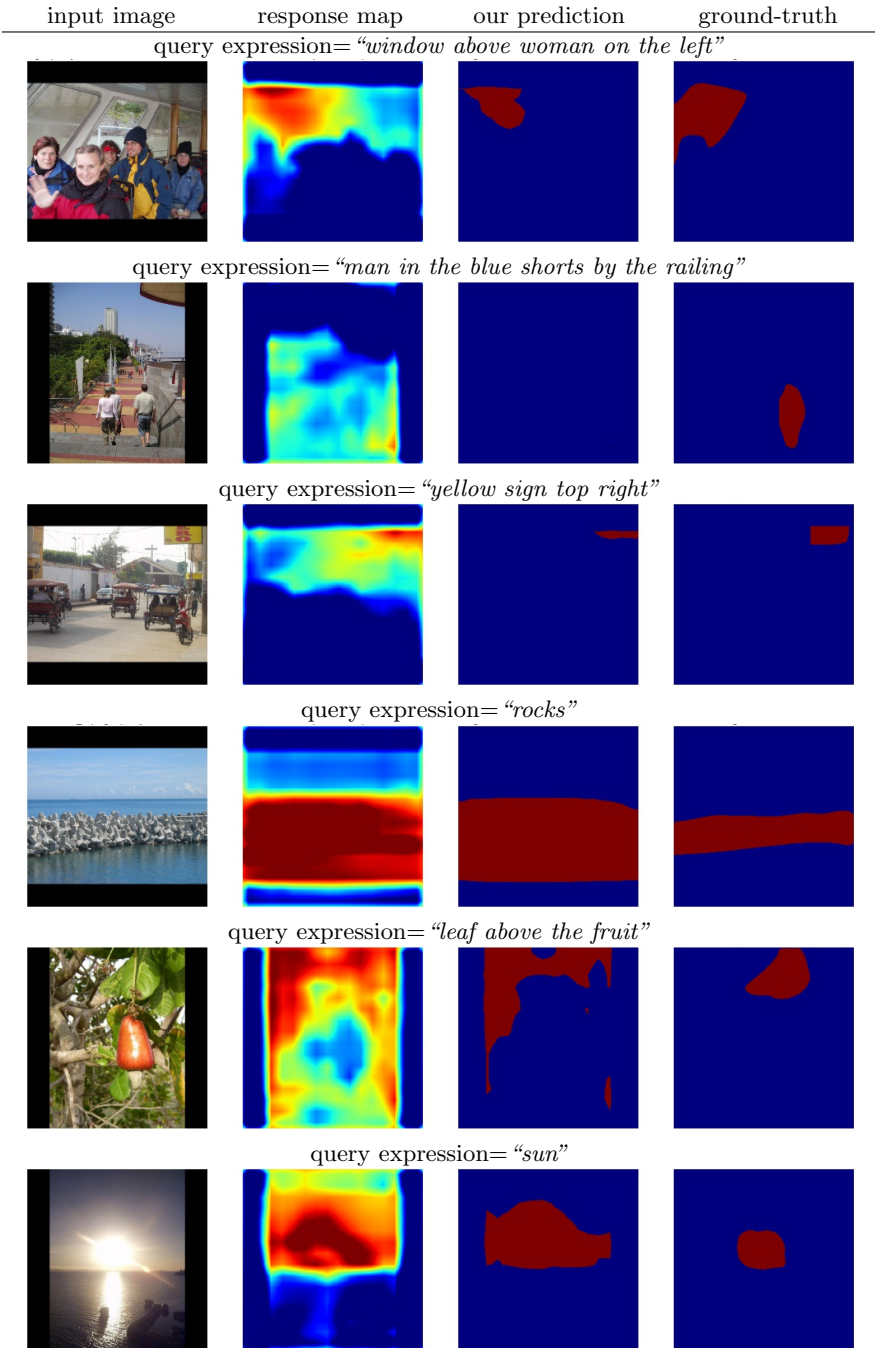 input image response map our prediction ground-truth
query expression=“window above woman on the left”
query expression=“man in the blue shorts by the railing”
query expression=“yellow sign top right”
query expression=“rocks”
query expression=“leaf above the fruit”
query expression=“sun”